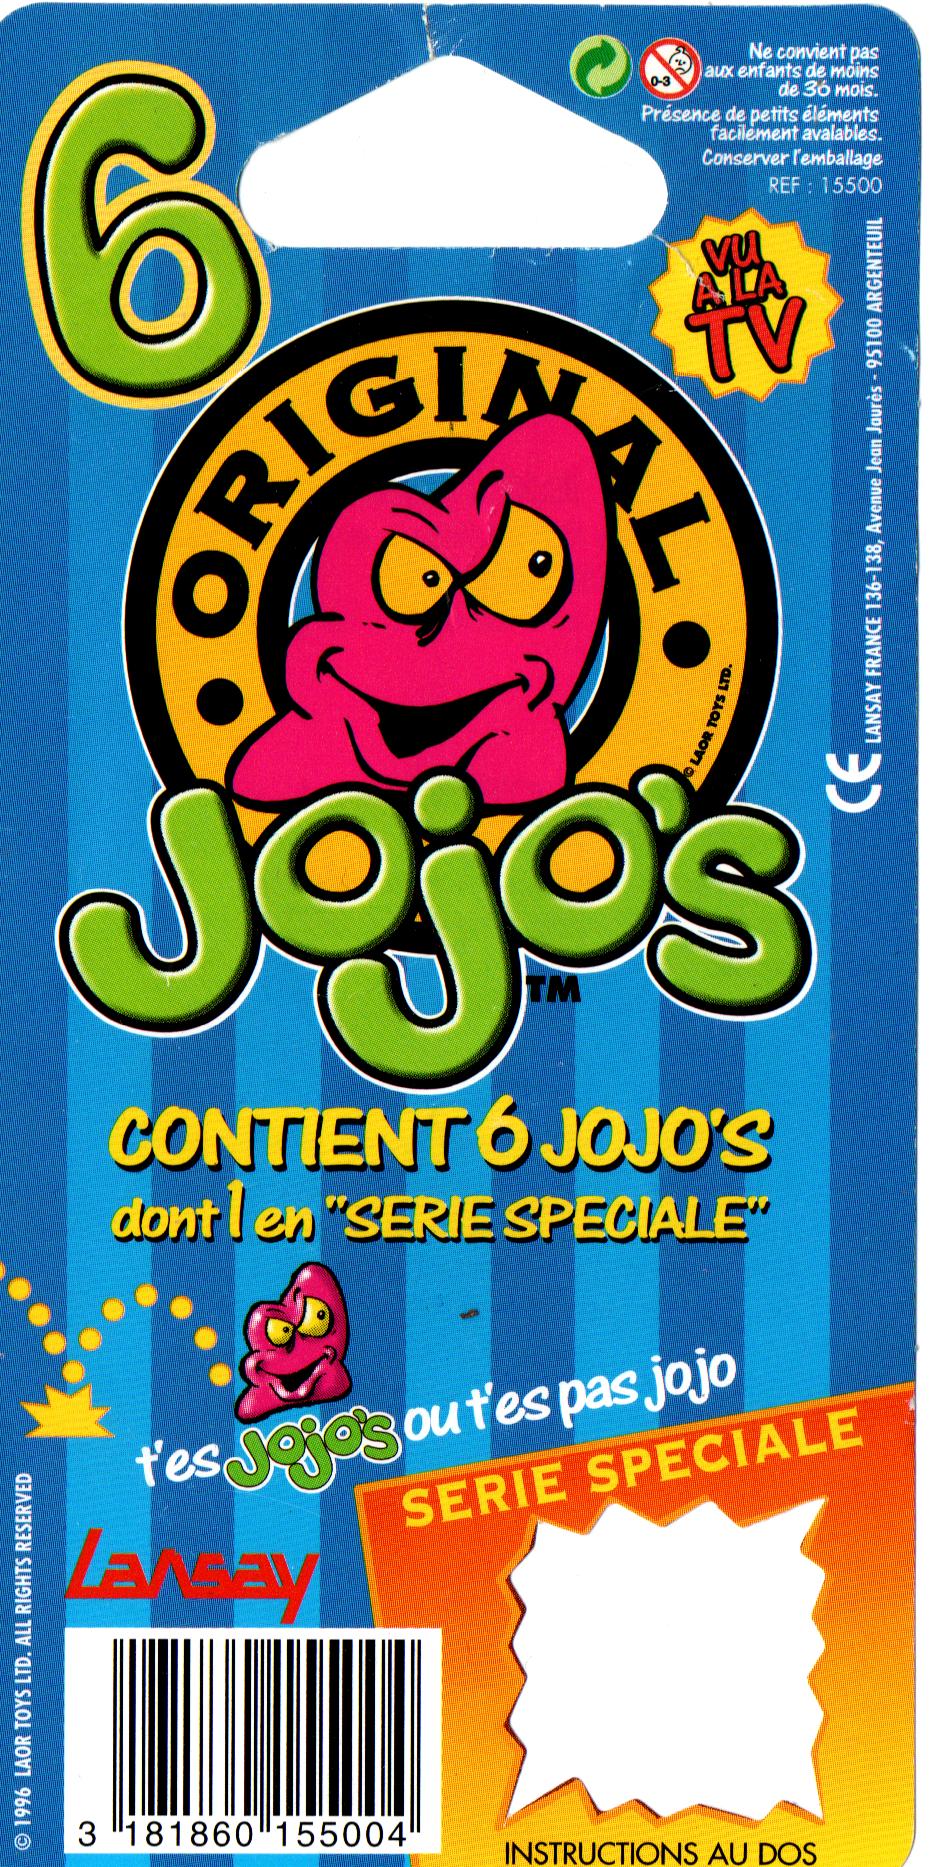 6
0-3
Ne convient pas
aux enfants de moins
de 36 mois.
Présence de petits éléments
facilement avalables.
Conserver l'emballage
REF : 15500
VU
A LA
TV
CE LANSAY FRANCE 136-138, Avenue Jean Jaurès - 95100 ARGENTEUIL
• ORIGINAL •
© LAOR TOYS LTD.
Jojo's
TM
CONTIENT 6 JOJO'S
dont 1 en "SERIE SPECIALE"
t'es Jojo's ou t'es pas jojo
SERIE SPECIALE
Lansay
© 1996 LAOR TOYS LTD. ALL RIGHTS RESERVED
3 181860 155004
INSTRUCTIONS AU DOS